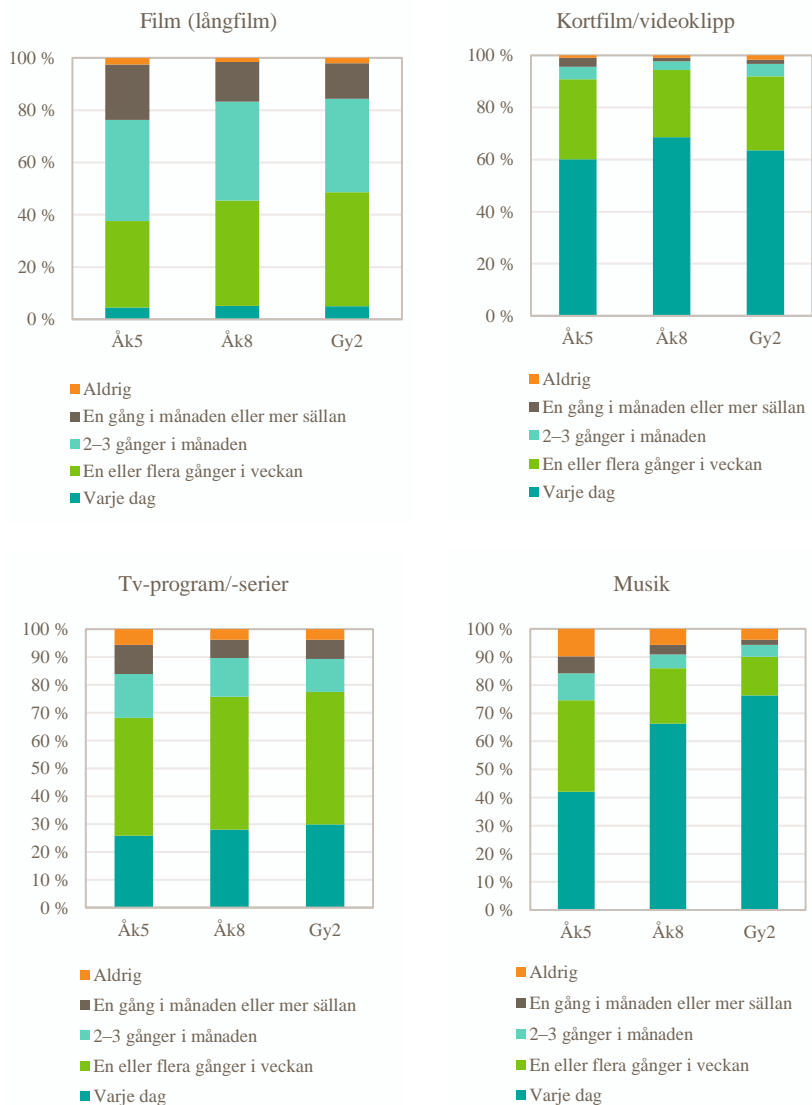 Film (långfilm)
100 %
80 %
60 %
40 %
20 %
0 %
Åk5
Åk8
Gy2
Aldrig
En gång i månaden eller mer sällan
2–3 gånger i månaden
En eller flera gånger i veckan
Varje dag
Kortfilm/videoklipp
100 %
80 %
60 %
40 %
20 %
0 %
Åk5
Åk8
Gy2
Aldrig
En gång i månaden eller mer sällan
2–3 gånger i månaden
En eller flera gånger i veckan
Varje dag
Tv-program/-serier
100 %
90 %
80 %
70 %
60 %
50 %
40 %
30 %
20 %
10 %
0 %
Åk5
Åk8
Gy2
Aldrig
En gång i månaden eller mer sällan
2–3 gånger i månaden
En eller flera gånger i veckan
Varje dag
Musik
100 %
90 %
80 %
70 %
60 %
50 %
40 %
30 %
20 %
10 %
0 %
Åk5
Åk8
Gy2
Aldrig
En gång i månaden eller mer sällan
2–3 gånger i månaden
En eller flera gånger i veckan
Varje dag